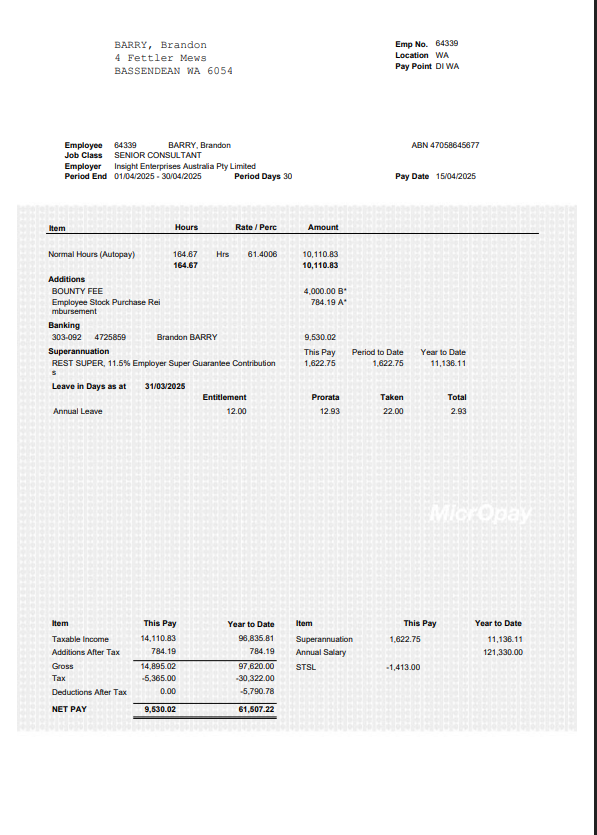 BARRY, Brandon
4 Fettler Mews
BASSENDEAN WA 6054
Emp No. 64339
Location WA
Pay Point DI WA
Employee 64339 BARRY, Brandon ABN 47058645677
Job Class SENIOR CONSULTANT
Employer Insight Enterprises Australia Pty Limited
Period End 01/04/2025 - 30/04/2025 Period Days 30 Pay Date 15/04/2025
Item Hours Rate / Perc Amount
Normal Hours (Autopay) 164.67 Hrs 61.4006 10,110.83
164.67 10,110.83
Additions
BOUNTY FEE 4,000.00 B*
Employee Stock Purchase Rei 784.19 A*
mbursement
Banking
303-092 4725859 Brandon BARRY 9,530.02
Superannuation This Pay Period to Date Year to Date
REST SUPER, 11.5% Employer Super Guarantee Contribution 1,622.75 1,622.75 11,136.11
s
Leave in Days as at 31/03/2025
Entitlement Prorata Taken Total
Annual Leave 12.00 12.93 22.00 2.93
MicrOpay
Item This Pay Year to Date Item This Pay Year to Date
Taxable Income 14,110.83 96,835.81 Superannuation 1,622.75 11,136.11
Additions After Tax 784.19 784.19 Annual Salary 121,330.00
Gross 14,895.02 97,620.00 STSL -1,413.00
Tax -5,365.00 -30,322.00
Deductions After Tax 0.00 -5,790.78
NET PAY 9,530.02 61,507.22